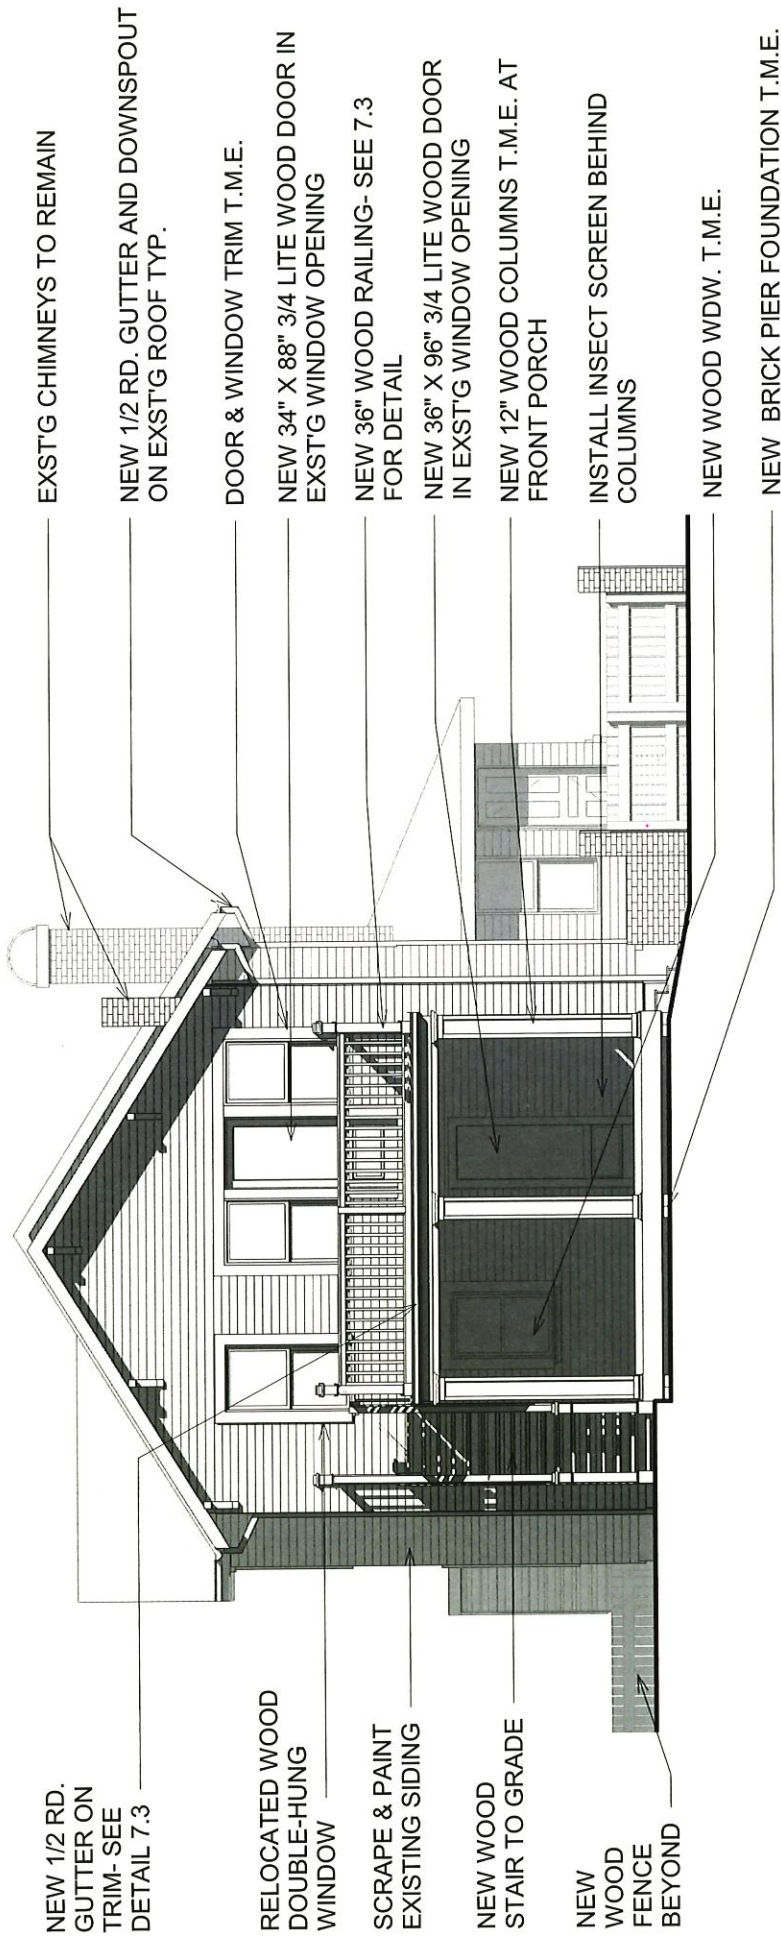 EXST'G CHIMNEYS TO REMAIN
NEW 1/2 RD. GUTTER AND DOWNSPOUT
ON EXST'G ROOF TYP.
DOOR & WINDOW TRIM T.M.E.
NEW 34" X 88" 3/4 LITE WOOD DOOR IN
EXST'G WINDOW OPENING
NEW 36" WOOD RAILING- SEE 7.3
FOR DETAIL
NEW 36" X 96" 3/4 LITE WOOD DOOR
IN EXST'G WINDOW OPENING
NEW 12" WOOD COLUMNS T.M.E. AT
FRONT PORCH
INSTALL INSECT SCREEN BEHIND
COLUMNS
NEW WOOD WDW. T.M.E.
NEW BRICK PIER FOUNDATION T.M.E.
NEW 1/2 RD.
GUTTER ON
TRIM- SEE
DETAIL 7.3
RELOCATED WOOD
DOUBLE-HUNG
WINDOW
SCRAPE & PAINT
EXISTING SIDING
NEW WOOD
STAIR TO GRADE
NEW
WOOD
FENCE
BEYOND